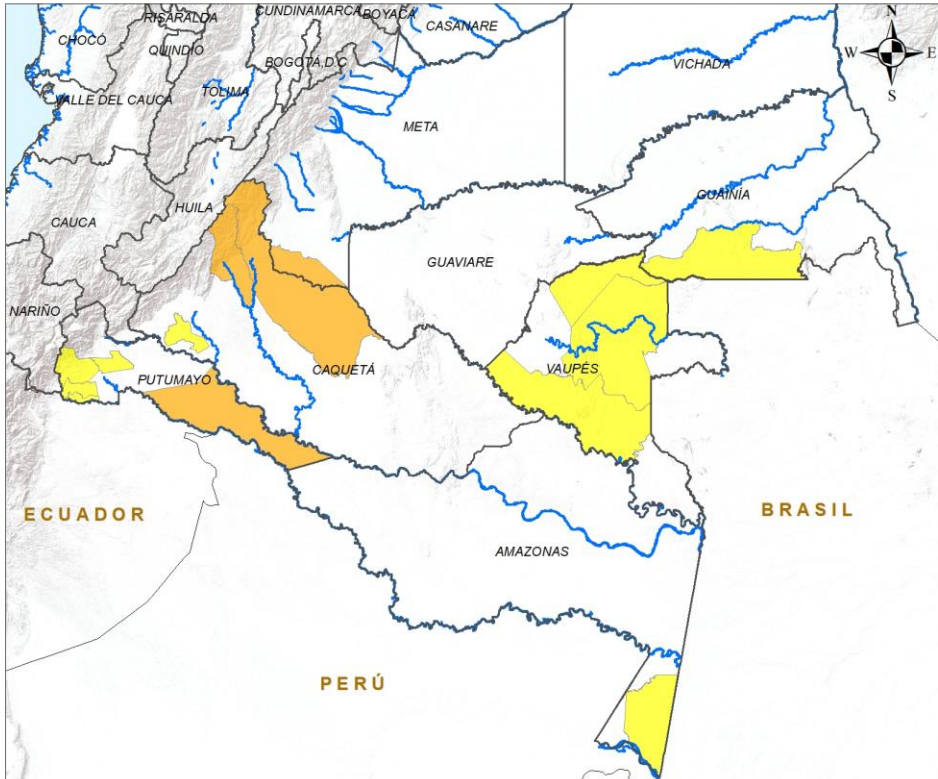 CUNDINAMARCA
BOYACÁ
RISARALDA
CASANARE
N
CHOCÓ
QUINDIO
BOGOTÁ,D.C
W
E
VICHADA
S
VALLE DEL CAUCA
TOLIMA
META
GUAINÍA
HUILA
CAUCA
GUAVIARE
NARIÑO
CAQUETÁ
VAUPÉS
PUTUMAYO
ECUADOR
BRASIL
AMAZONAS
PERÚ